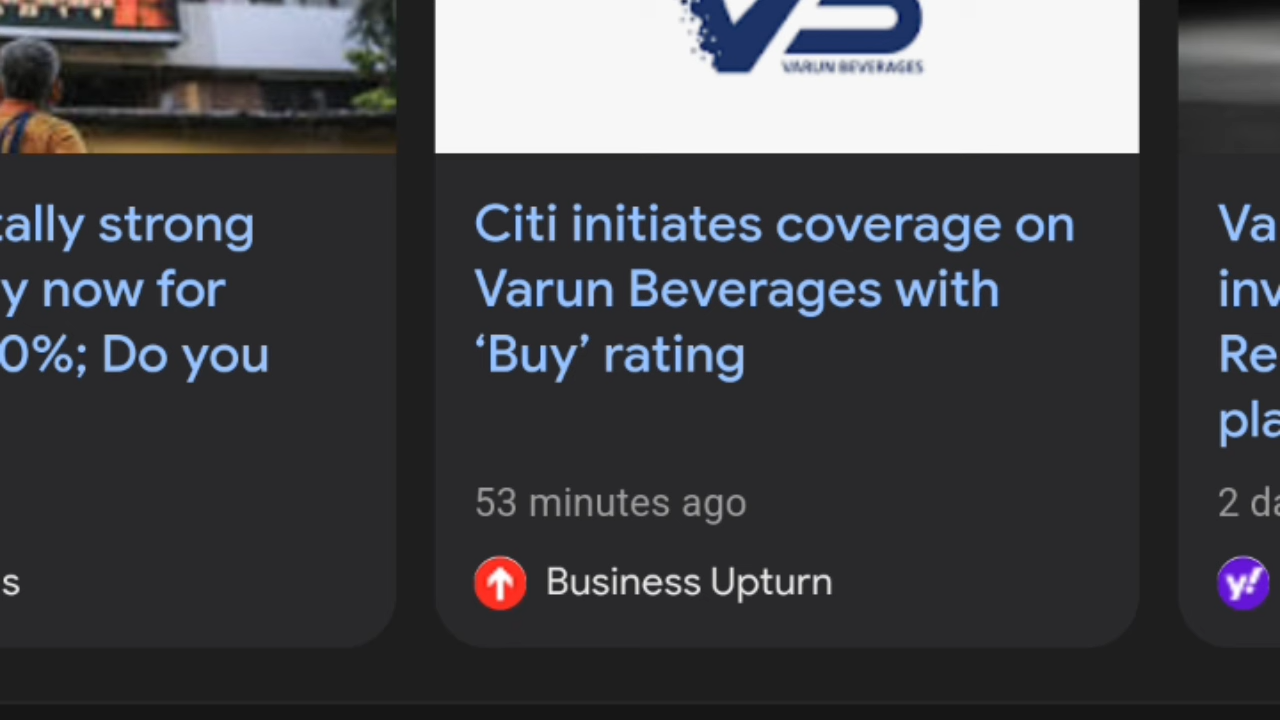 VARUN BEVERAGES
tally strong
y now for
0%; Do you
s
Citi initiates coverage on
Varun Beverages with
‘Buy’ rating
53 minutes ago
Business Upturn
Va
inv
Re
pla
2 da
y!